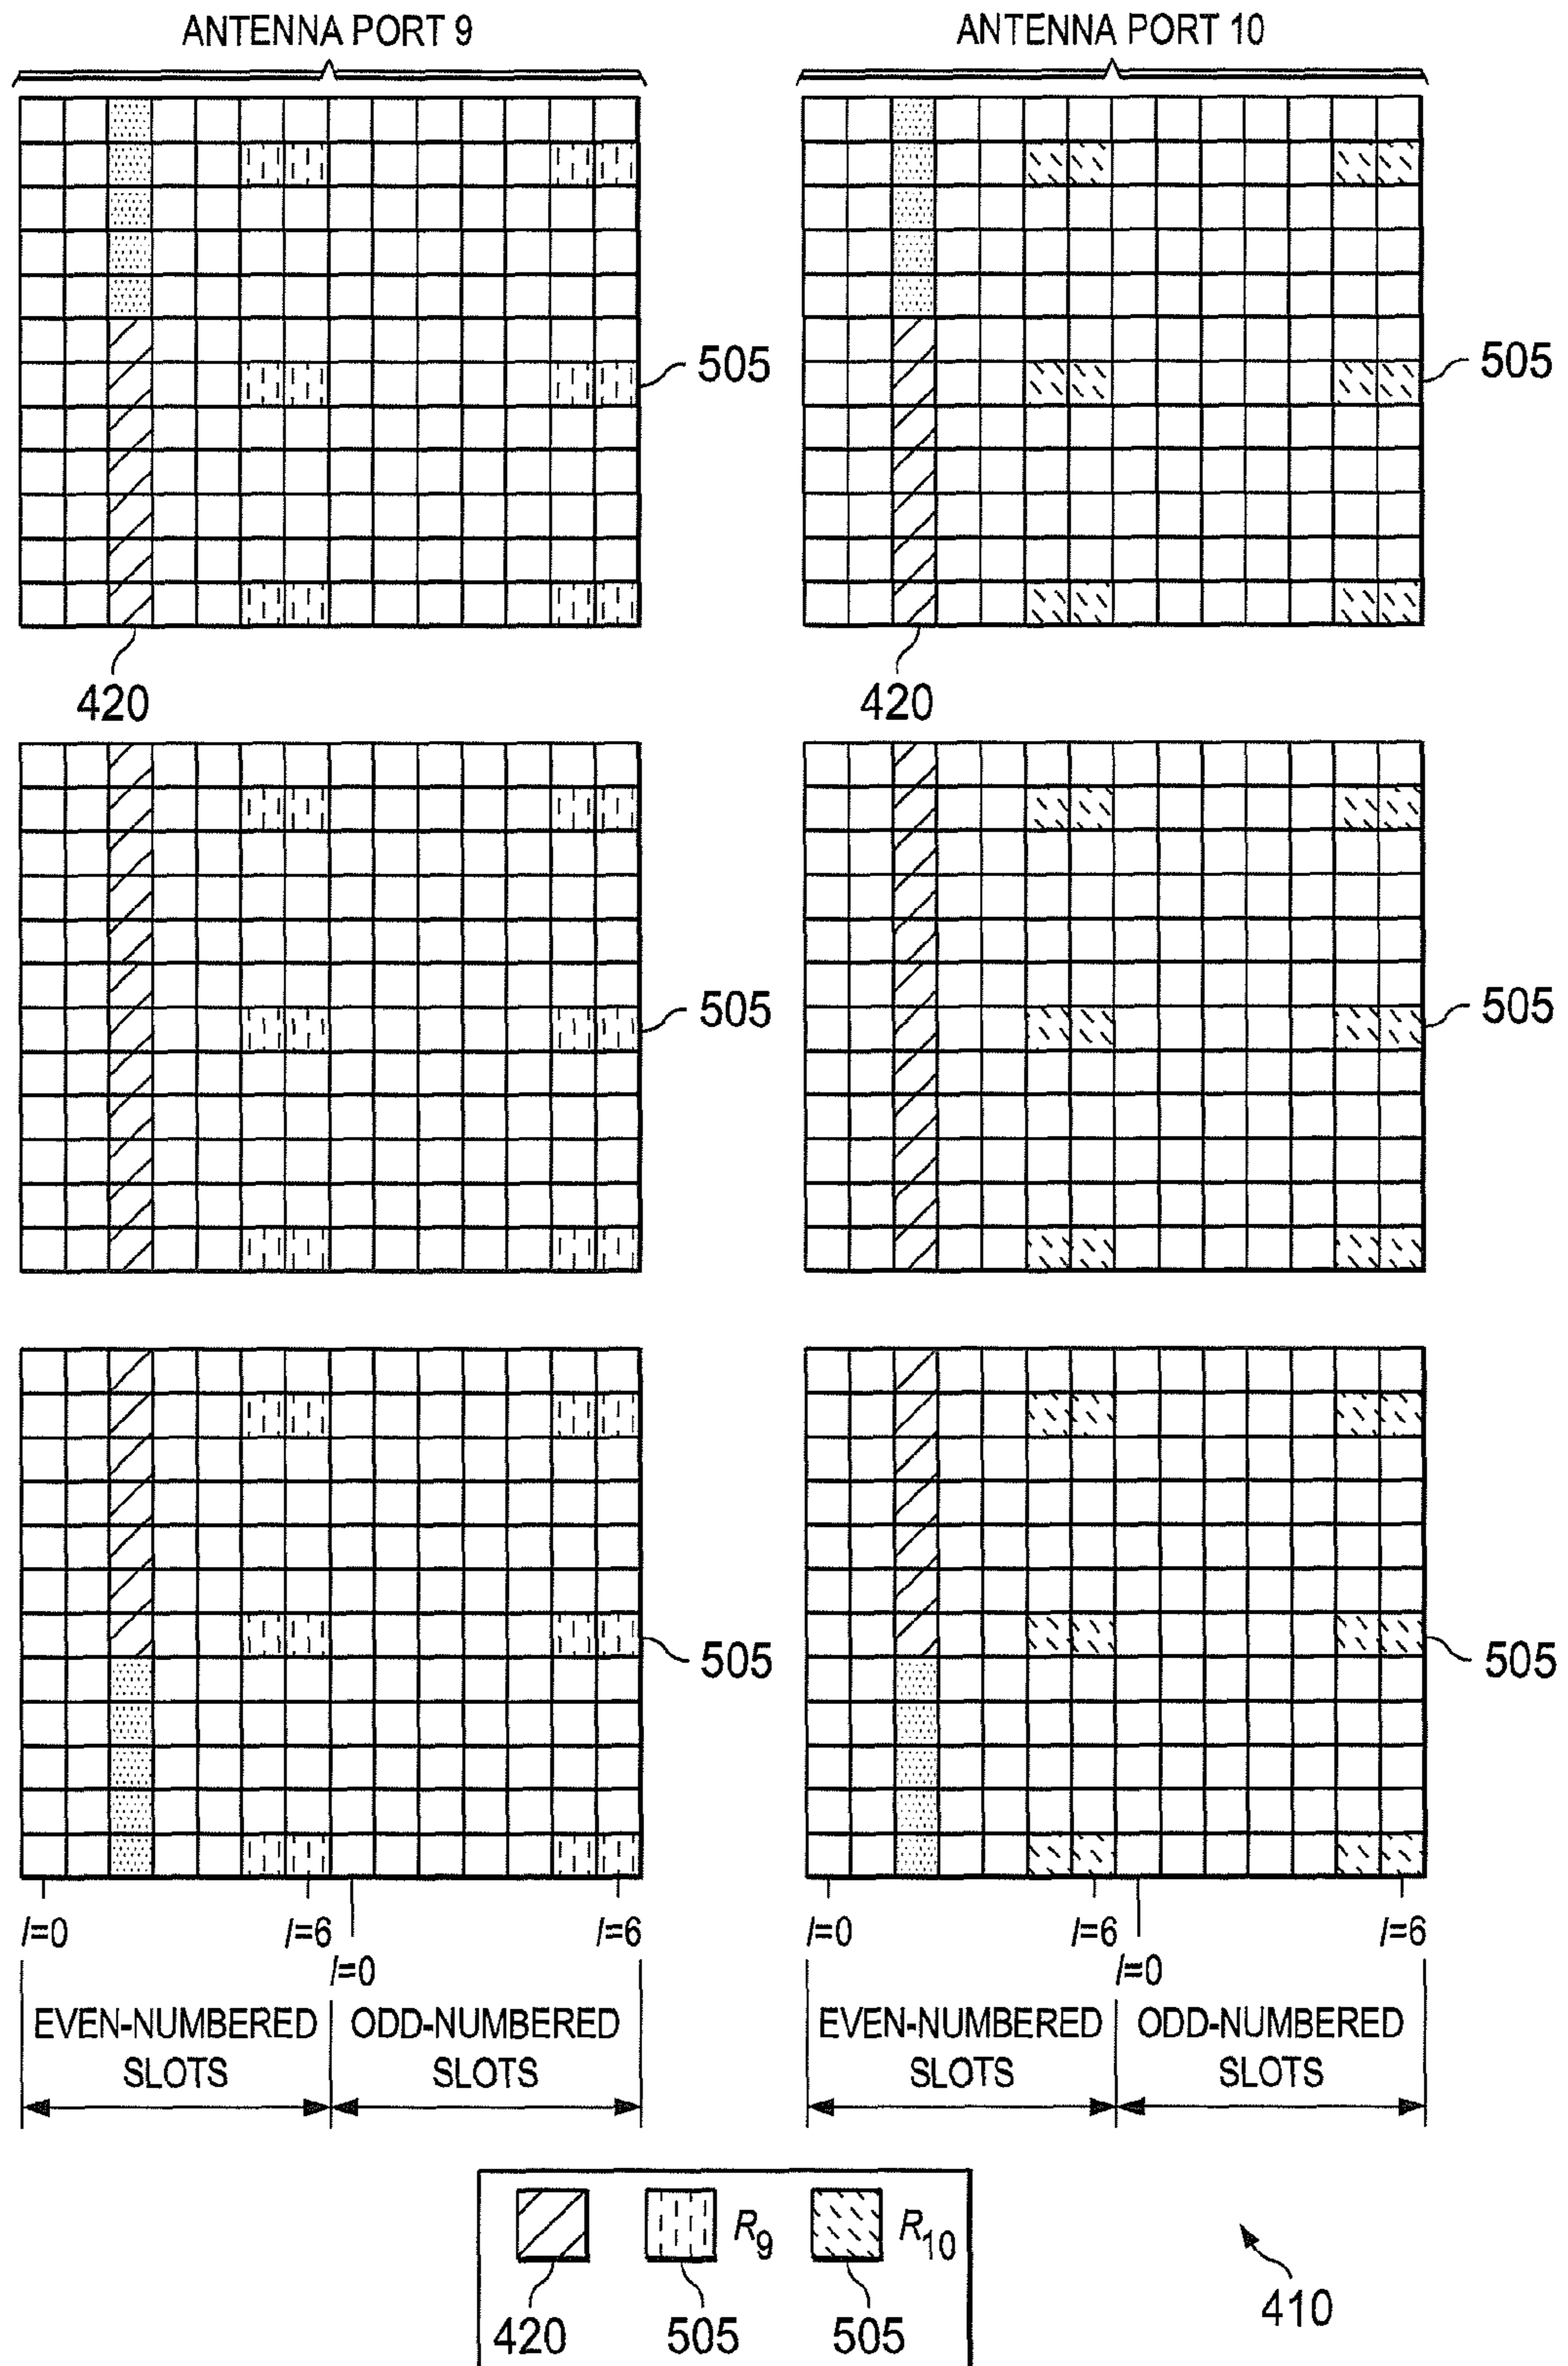 ANTENNA PORT 9 ANTENNA PORT 10
505 505
420 420
505 505
505 505
l=0 l=6 l=6 l=0 l=6 l=6
l=0 l=0
EVEN-NUMBERED SLOTS ODD-NUMBERED SLOTS EVEN-NUMBERED SLOTS ODD-NUMBERED SLOTS
R9 R10
420 505 505
410